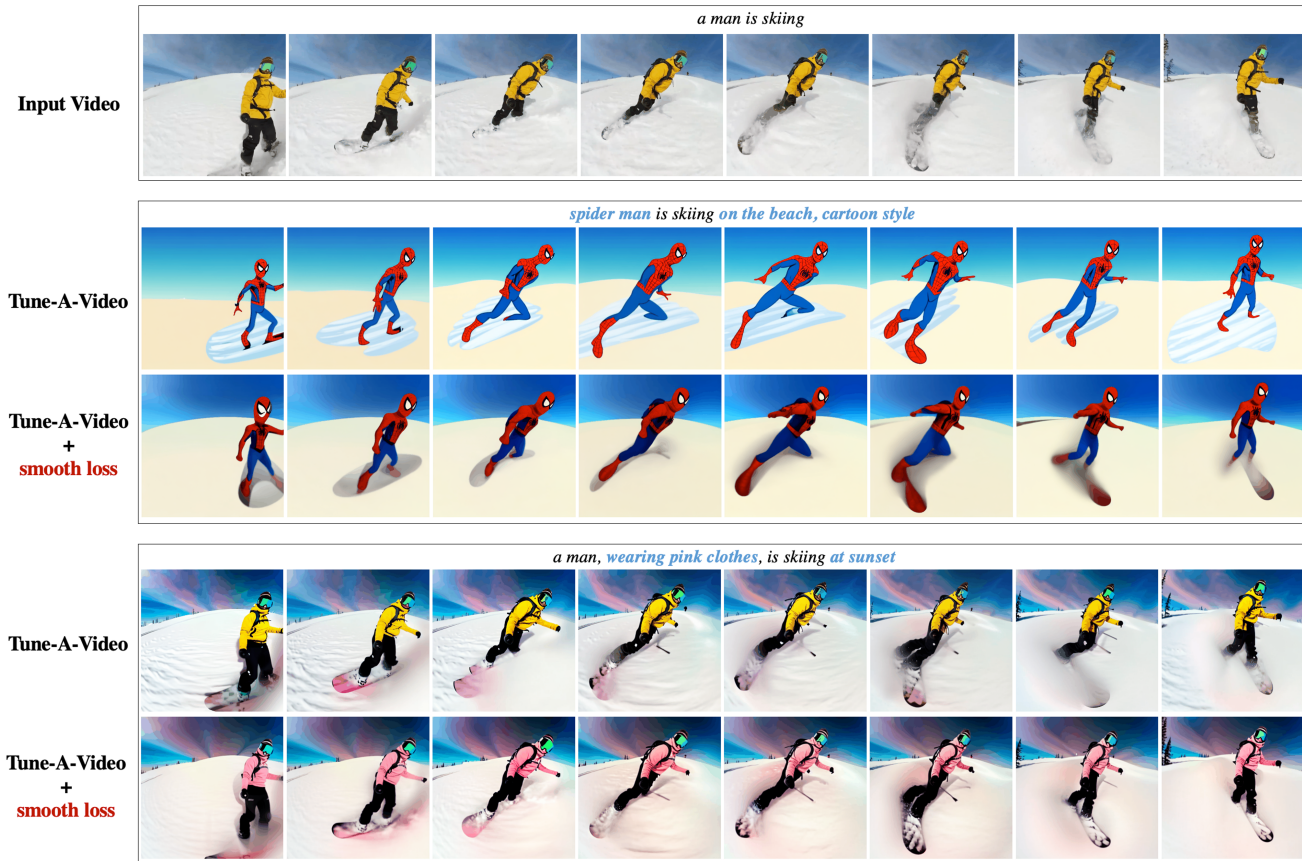 a man is skiing
Input Video
spider man is skiing on the beach, cartoon style
Tune-A-Video
Tune-A-Video
+
smooth loss
a man, wearing pink clothes, is skiing at sunset
Tune-A-Video
Tune-A-Video
+
smooth loss